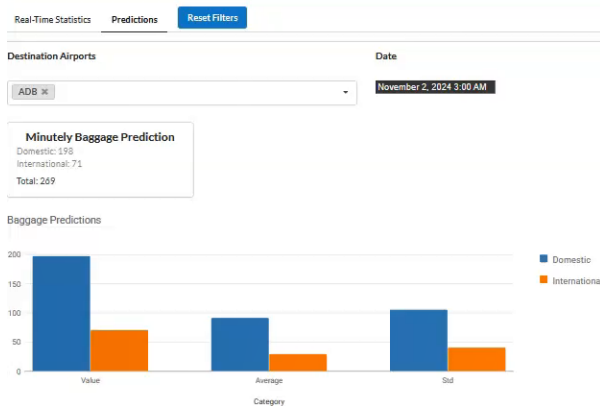 Real-Time Statistics Predictions Reset Filters
Destination Airports Date
ADB ✖ November 2, 2024 3:00 AM
Minutely Baggage Prediction
Domestic: 198
International: 71
Total: 269
Baggage Predictions
200
150
100
50
0
Value Average Std
Category
Domestic
Internationa